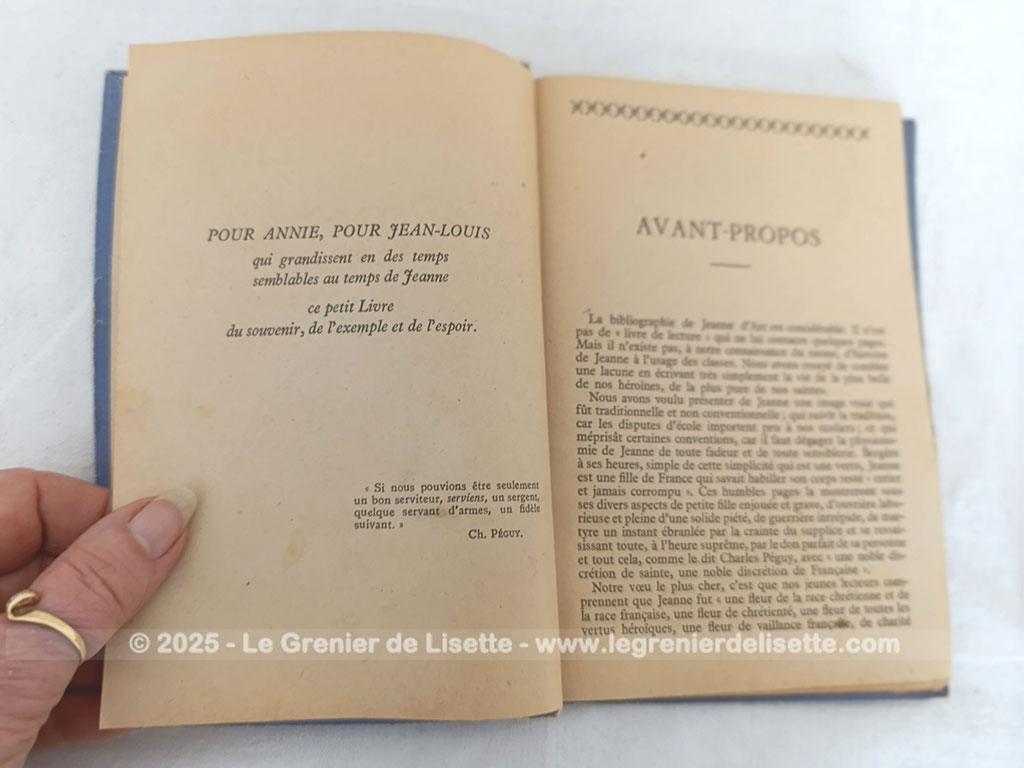 POUR ANNIE, POUR JEAN-LOUIS
qui grandissent en des temps
semblables au temps de Jeanne
ce petit Livre
du souvenir, de l'exemple et de l'espoir.
« Si nous pouvions être seulement
un bon serviteur, serviens, un sergent,
quelque servant d'armes, un fidèle
suivant. »
Ch. PÉGUY.
AVANT-PROPOS
La bibliographie de Jeanne d'Arc est considérable. Il n'est
pas de « livre de lecture » qui ne lui consacre quelques pages.
Mais il n'existe pas, à notre connaissance du moins, d'histoire
de Jeanne à l'usage des classes. Nous avons essayé de combler
une lacune en écrivant très simplement la vie de la plus belle
de nos héroïnes, de la plus pure de nos saintes.
Nous avons voulu présenter de Jeanne une image vraie qui
fût traditionnelle et non conventionnelle ; qui suivît la tradition,
car les disputes d'école importent peu à nos écoliers ; et qui
méprisât certaines conventions, car il faut dégager la physiono-
mie de Jeanne de toute fadeur et de toute sensiblerie. Bergère
à ses heures, simple de cette simplicité qui est une vertu, Jeanne
est une fille de France qui savait habiller son corps resté « entier
et jamais corrompu ». Ces humbles pages la montreront sous
ses divers aspects de petite fille enjouée et grave, d'ouvrière labo-
rieuse et pleine d'une solide piété, de guerrière intrépide, de mar-
tyre un instant ébranlée par la crainte du supplice et se ressai-
sissant toute, à l'heure suprême, par le don parfait de sa personne
et tout cela, comme le dit Charles Péguy, avec « une noble dis-
crétion de sainte, une noble discrétion de Française ».
Notre vœu le plus cher, c'est que nos jeunes lecteurs com-
prennent que Jeanne fut « une fleur de la race chrétienne et de
la race française, une fleur de chrétienté, une fleur de toutes les
vertus héroïques, une fleur de vaillance française, de charité
© 2025 - Le Grenier de Lisette - www.legrenierdelisette.com